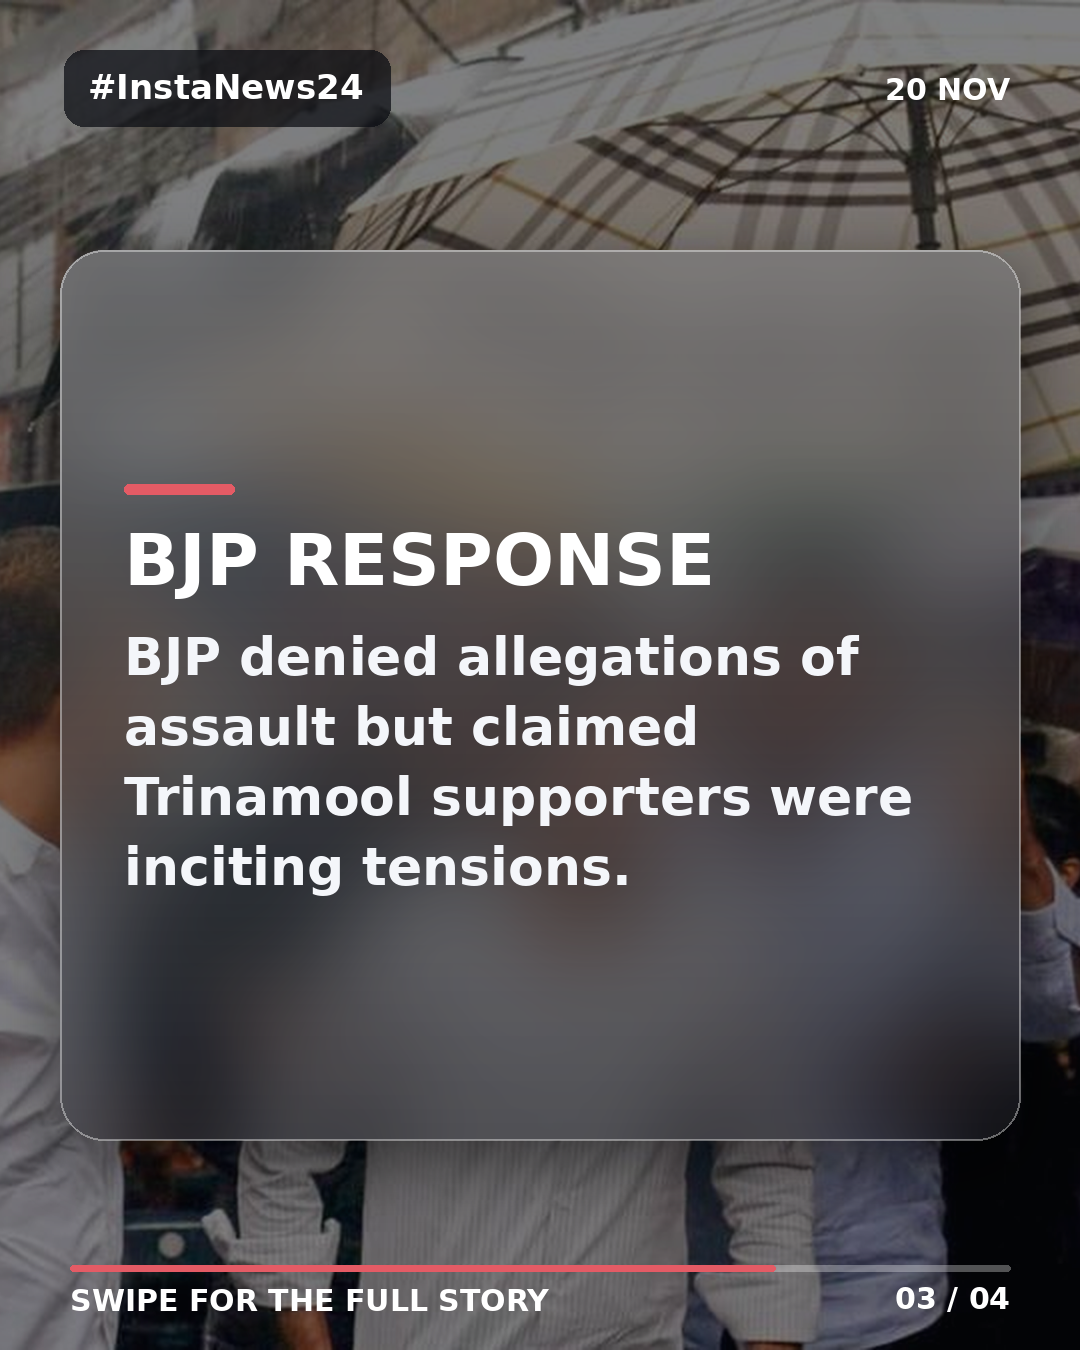 #InstaNews24
20 NOV
BJP RESPONSE
BJP denied allegations of
assault but claimed
Trinamool supporters were
inciting tensions.
SWIPE FOR THE FULL STORY
03 / 04